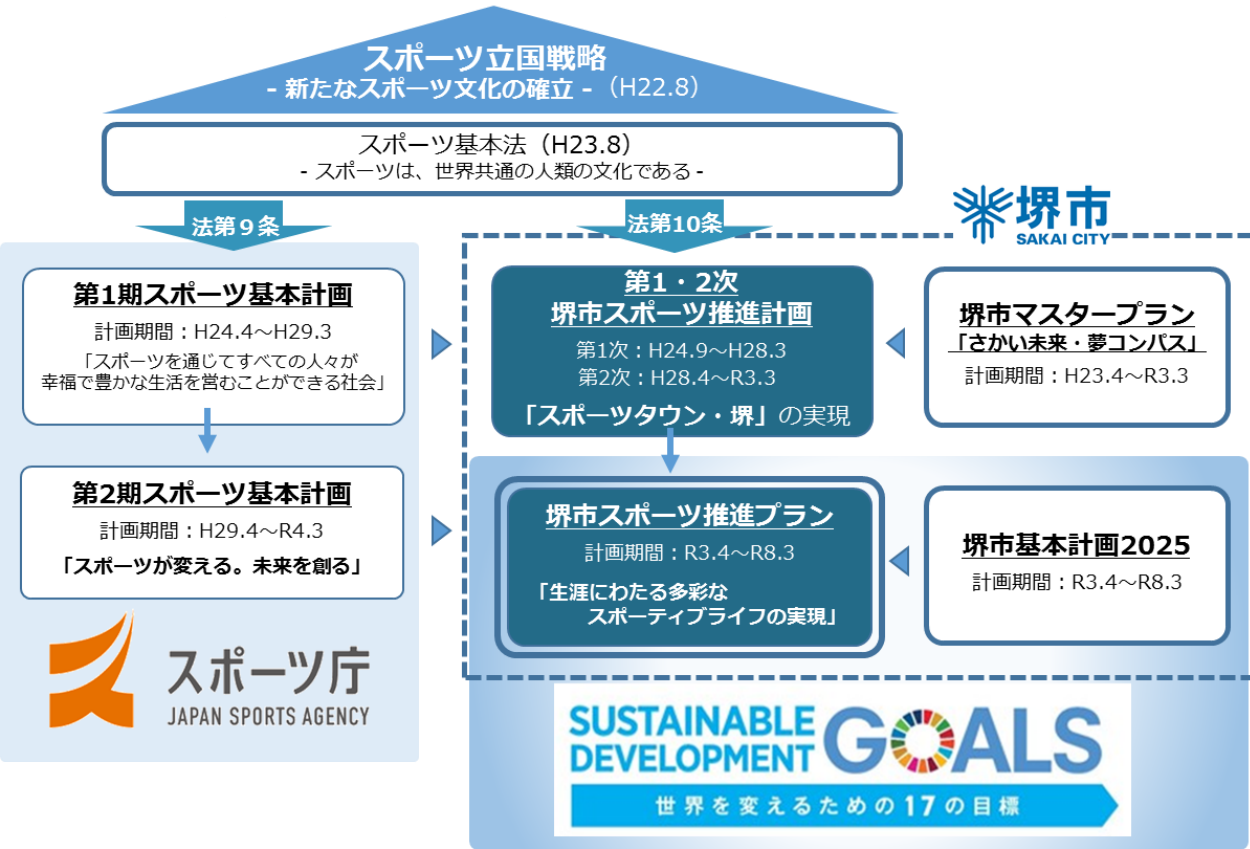 スポーツ立国戦略
- 新たなスポーツ文化の確立 -（H22.8）
スポーツ基本法（H23.8）
- スポーツは、世界共通の人類の文化である -
法第９条
法第10条
堺市
SAKAI CITY
第1期スポーツ基本計画
計画期間：H24.4～H29.3
「スポーツを通じてすべての人々が
幸福で豊かな生活を営むことができる社会」
第2期スポーツ基本計画
計画期間：H29.4～R4.3
「スポーツが変える。未来を創る」
スポーツ庁
JAPAN SPORTS AGENCY
第1・2次
堺市スポーツ推進計画
第1次：H24.9～H28.3
第2次：H28.4～R3.3
「スポーツタウン・堺」の実現
堺市マスタープラン
「さかい未来・夢コンパス」
計画期間：H23.4～R3.3
堺市スポーツ推進プラン
計画期間：R3.4～R8.3
「生涯にわたる多彩な
スポーティブライフの実現」
堺市基本計画2025
計画期間：R3.4～R8.3
SUSTAINABLE
DEVELOPMENT
GOALS
世界を変えるための17の目標